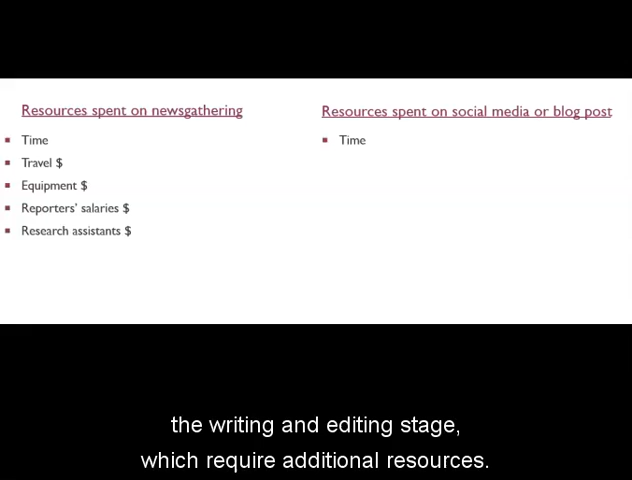 Resources spent on newsgathering
Time
Travel $
Equipment $
Reporters' salaries $
Research assistants $
Resources spent on social media or blog post
Time
the writing and editing stage,
which require additional resources.